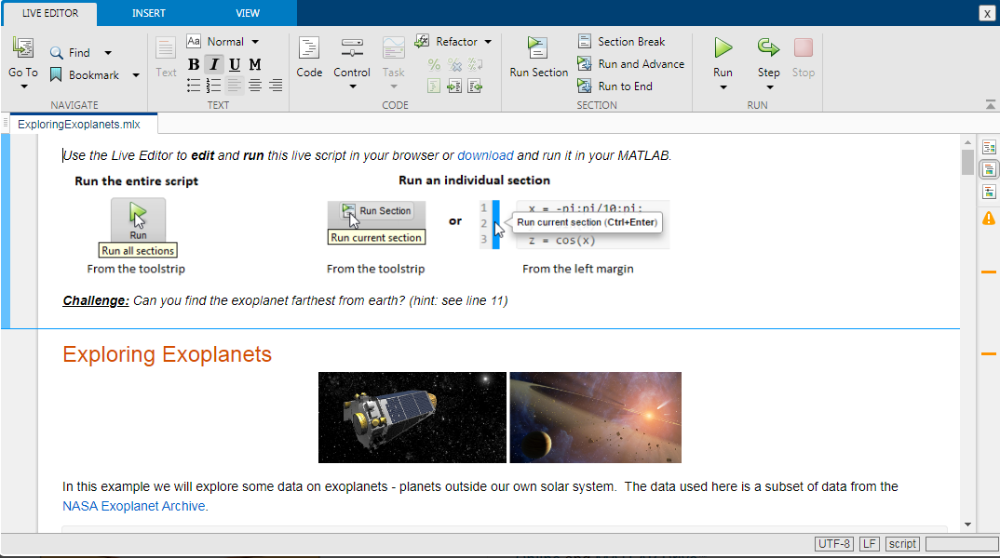 LIVE EDITOR INSERT VIEW X
Go To
Find
Bookmark
NAVIGATE
Text
Aa Normal
B I U M
TEXT
Code
Control
Task
Refactor
CODE
Run Section
Section Break
Run and Advance
Run to End
SECTION
Run
Step
Stop
RUN
ExploringExoplanets.mlx
Use the Live Editor to edit and run this live script in your browser or download and run it in your MATLAB.
Run the entire script
Run
Run all sections
From the toolstrip
Run an individual section
Run Section
Run current section
From the toolstrip
or
1 x = -pi:pi/10:pi;
2 Run current section (Ctrl+Enter)
3 z = cos(x)
From the left margin
Challenge: Can you find the exoplanet farthest from earth? (hint: see line 11)
Exploring Exoplanets
In this example we will explore some data on exoplanets - planets outside our own solar system. The data used here is a subset of data from the
NASA Exoplanet Archive.
UTF-8 LF script